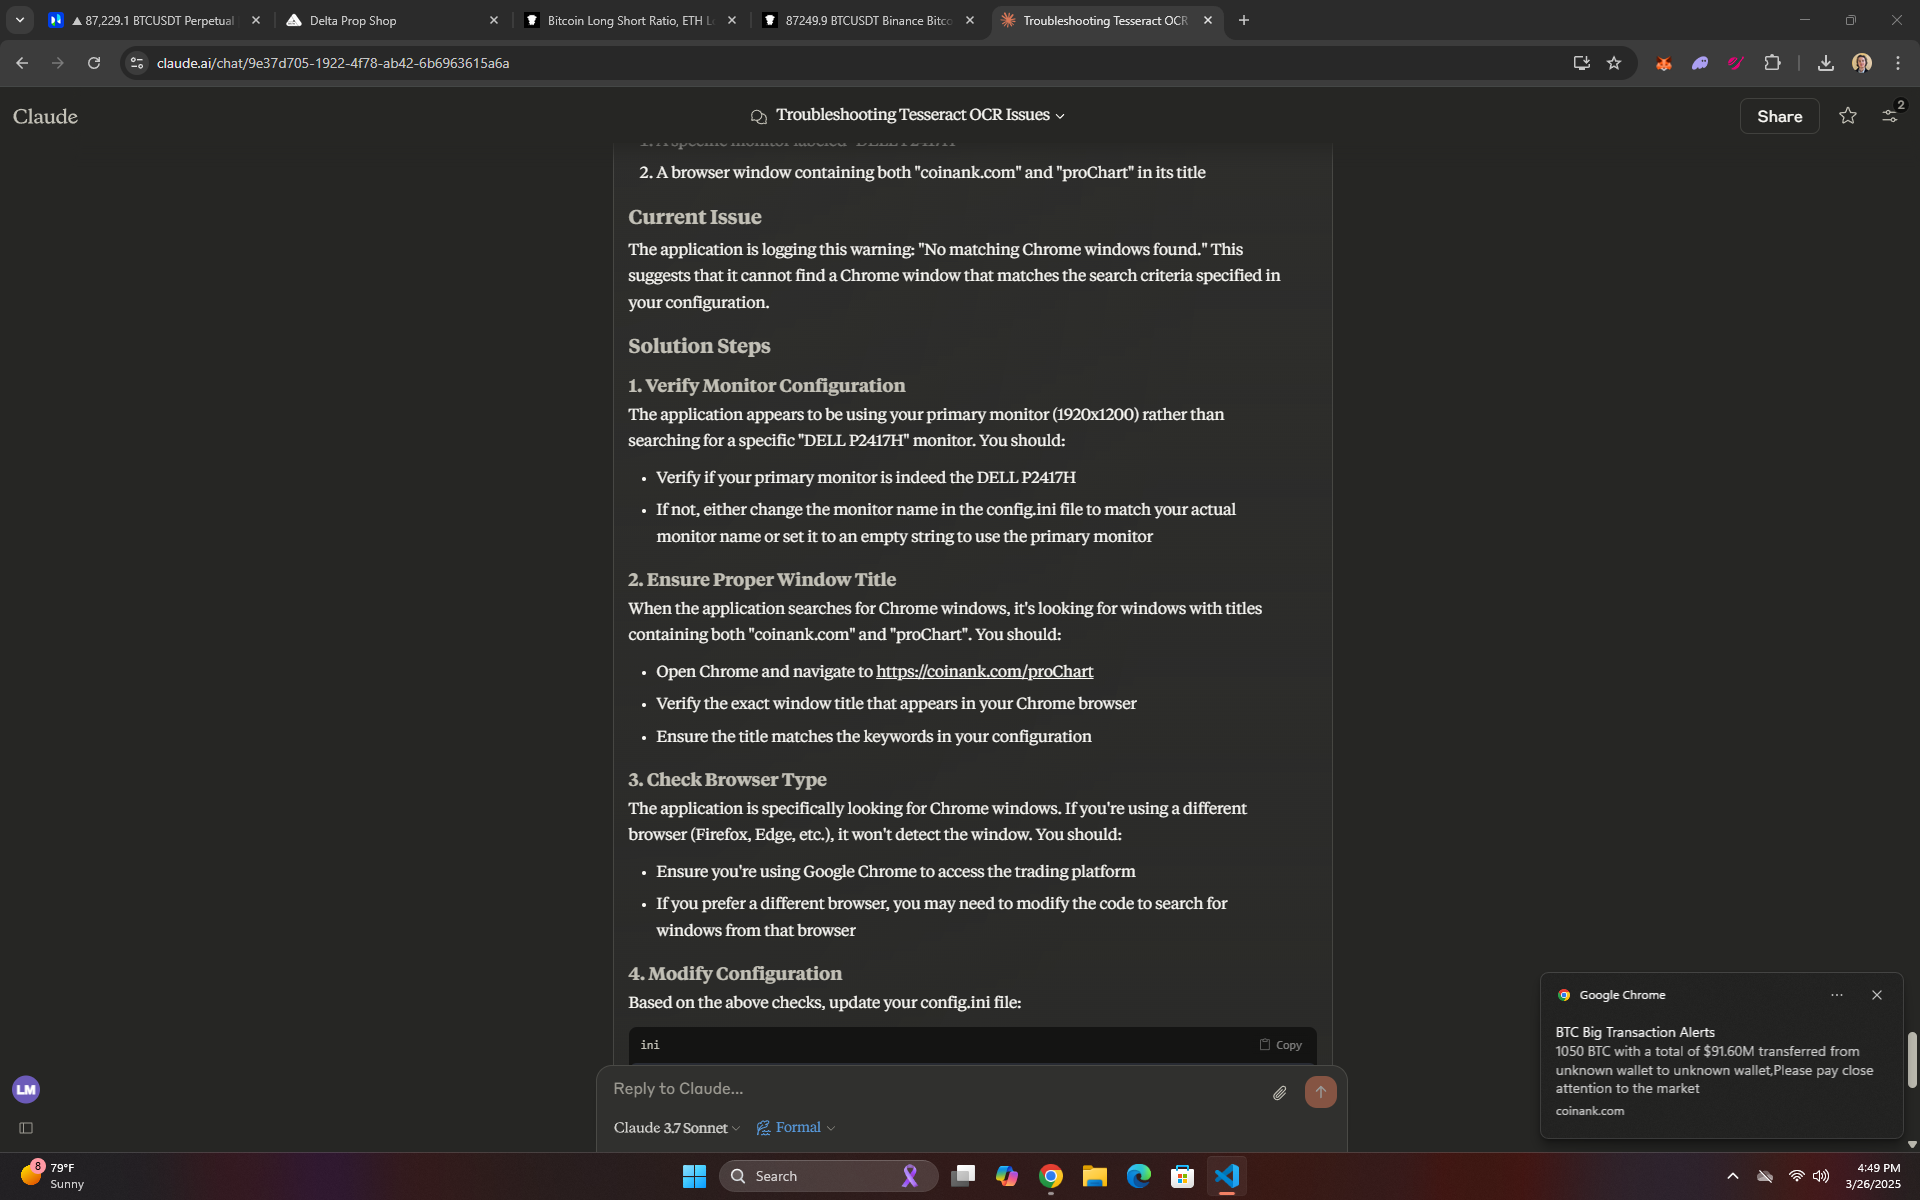 ▲ 87,229.1 BTCUSDT Perpetual
Delta Prop Shop
Bitcoin Long Short Ratio, ETH L
87249.9 BTCUSDT Binance Bitco
Troubleshooting Tesseract OCR
claude.ai/chat/9e37d705-1922-4f78-ab42-6b6963615a6a
Claude
Troubleshooting Tesseract OCR Issues
Share
2
1. A specific monitor labeled "DELL P2417H"
2. A browser window containing both "coinank.com" and "proChart" in its title
Current Issue
The application is logging this warning: "No matching Chrome windows found." This
suggests that it cannot find a Chrome window that matches the search criteria specified in
your configuration.
Solution Steps
1. Verify Monitor Configuration
The application appears to be using your primary monitor (1920x1200) rather than
searching for a specific "DELL P2417H" monitor. You should:
• Verify if your primary monitor is indeed the DELL P2417H
• If not, either change the monitor name in the config.ini file to match your actual
monitor name or set it to an empty string to use the primary monitor
2. Ensure Proper Window Title
When the application searches for Chrome windows, it's looking for windows with titles
containing both "coinank.com" and "proChart". You should:
• Open Chrome and navigate to https://coinank.com/proChart
• Verify the exact window title that appears in your Chrome browser
• Ensure the title matches the keywords in your configuration
3. Check Browser Type
The application is specifically looking for Chrome windows. If you're using a different
browser (Firefox, Edge, etc.), it won't detect the window. You should:
• Ensure you're using Google Chrome to access the trading platform
• If you prefer a different browser, you may need to modify the code to search for
windows from that browser
4. Modify Configuration
Based on the above checks, update your config.ini file:
ini
Copy
Reply to Claude...
Claude 3.7 Sonnet
Formal
LM
Google Chrome
BTC Big Transaction Alerts
1050 BTC with a total of $91.60M transferred from
unknown wallet to unknown wallet,Please pay close
attention to the market
coinank.com
8
79°F
Sunny
Search
4:49 PM
3/26/2025